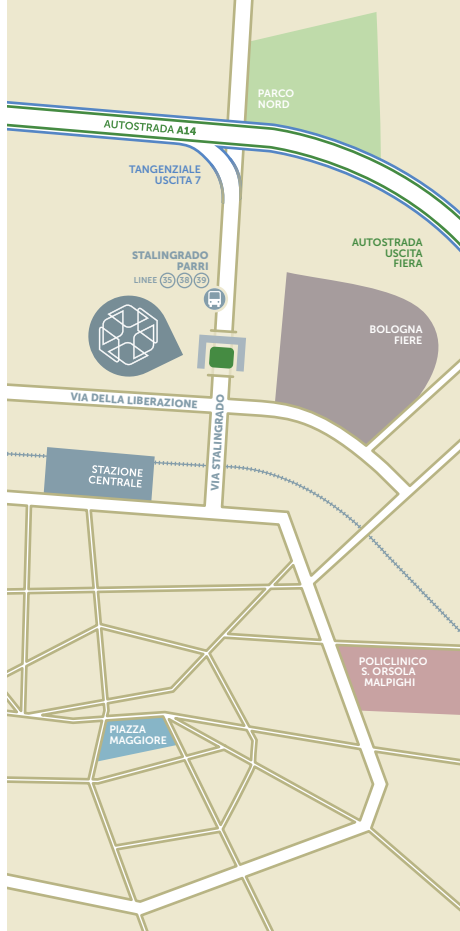 PARCO
NORD
AUTOSTRADA A14
TANGENZIALE
USCITA 7
AUTOSTRADA
USCITA
FIERA
STALINGRADO
PARRI
LINEE 35 38 39
BOLOGNA
FIERE
VIA DELLA LIBERAZIONE
VIA STALINGRADO
STAZIONE
CENTRALE
POLICLINICO
S. ORSOLA
MALPIGHI
PIAZZA
MAGGIORE